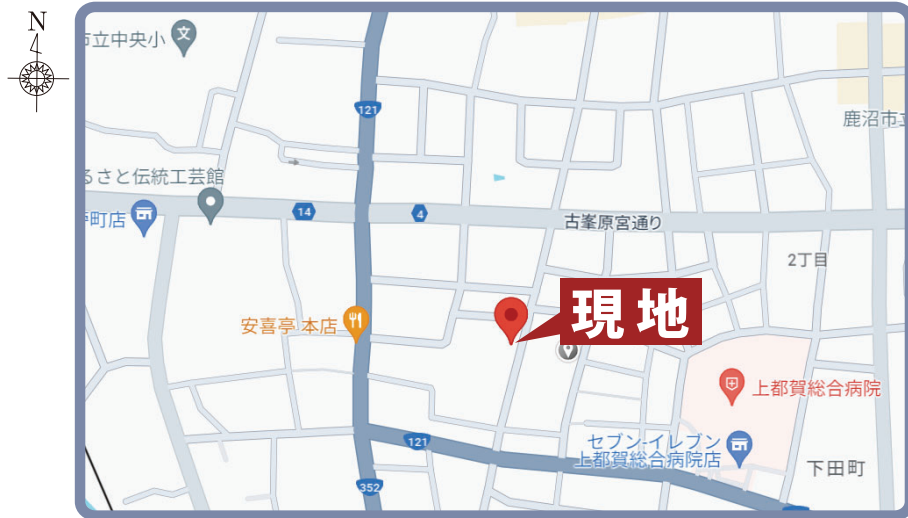 N
市立中央小
文
121
鹿沼市立
るさと伝統工芸館
町店
14
4
古峯原宮通り
2丁目
安喜亭 本店
現地
上都賀総合病院
121
セブン-イレブン
上都賀総合病院店
下田町
352